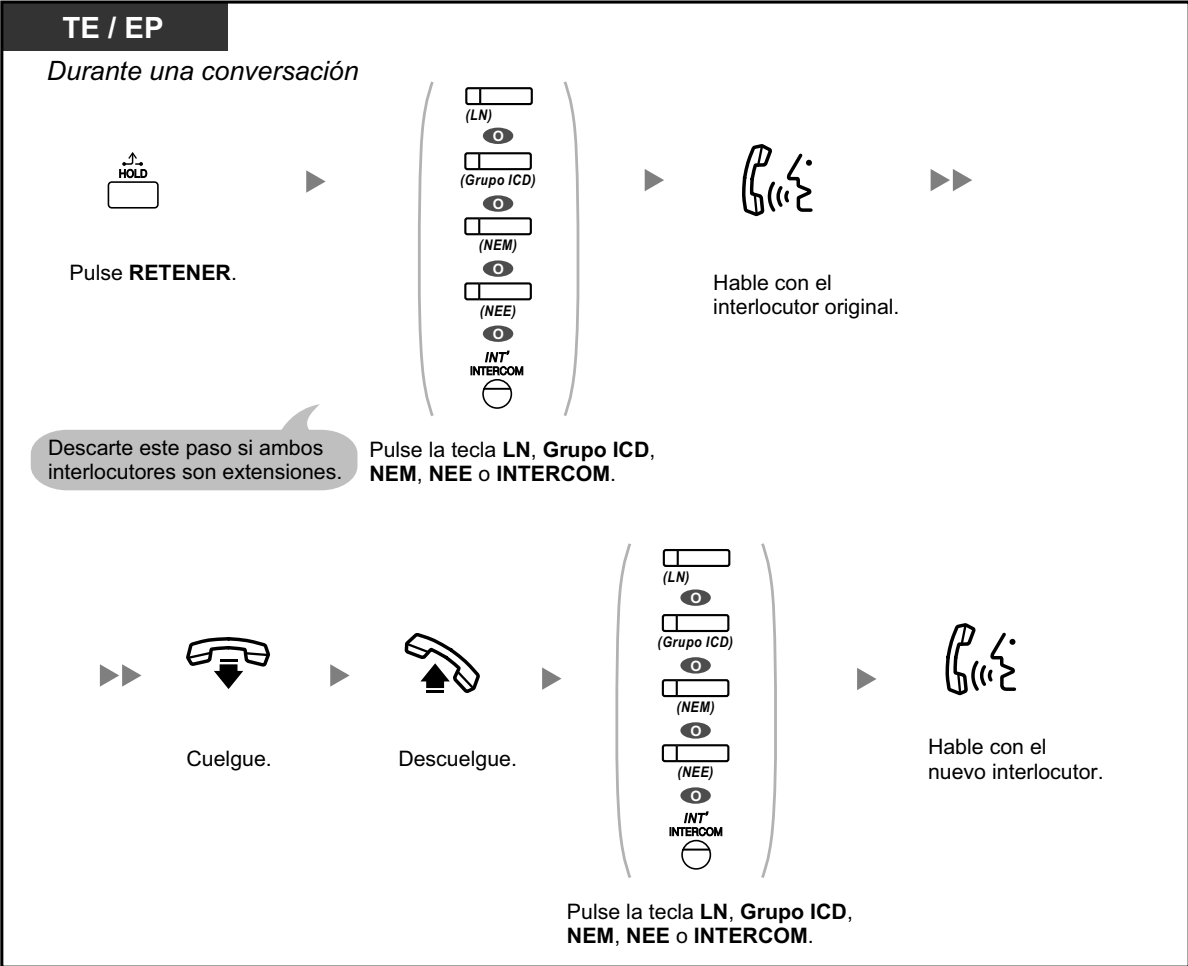 TE / EP
Durante una conversación
HOLD
Pulse RETENER.
(LN)
O
(Grupo ICD)
O
(NEM)
O
(NEE)
O
INT'
INTERCOM
Descarte este paso si ambos
interlocutores son extensiones.
Pulse la tecla LN, Grupo ICD,
NEM, NEE o INTERCOM.
Hable con el
interlocutor original.
Cuelgue.
Descuelgue.
(LN)
O
(Grupo ICD)
O
(NEM)
O
(NEE)
O
INT'
INTERCOM
Pulse la tecla LN, Grupo ICD,
NEM, NEE o INTERCOM.
Hable con el
nuevo interlocutor.